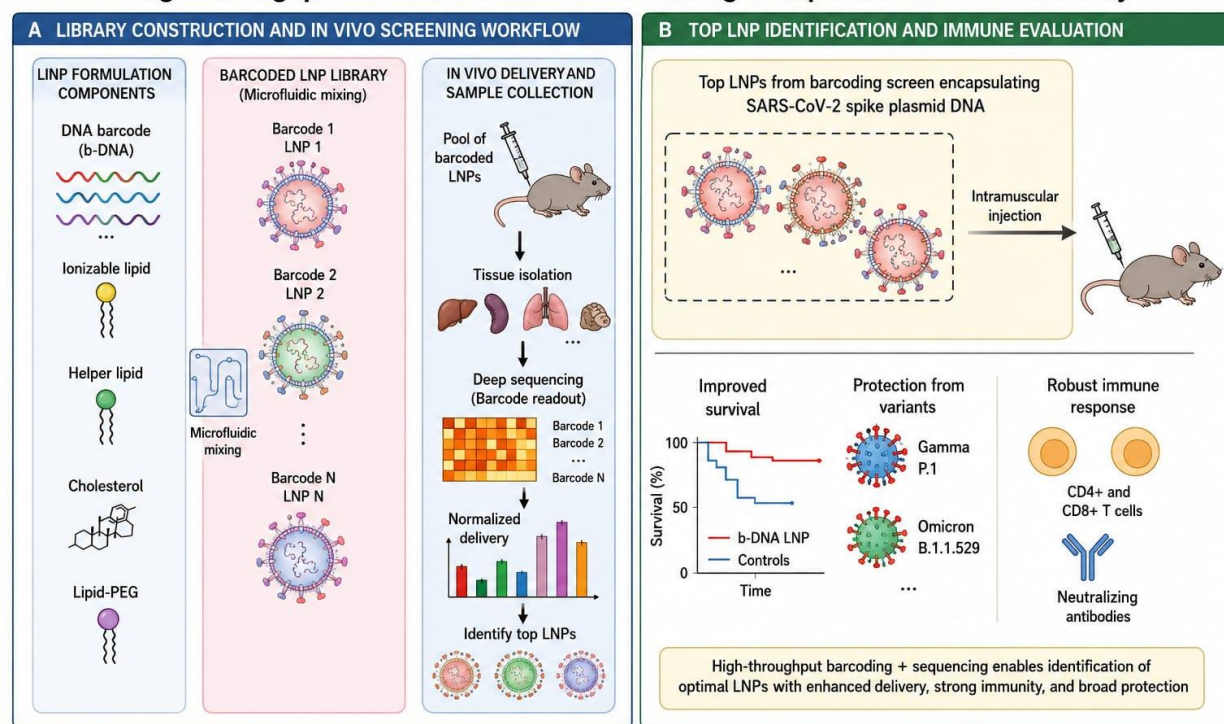 A LIBRARY CONSTRUCTION AND IN VIVO SCREENING WORKFLOW
LINP FORMULATION
COMPONENTS
DNA barcode
(b-DNA)
...
Ionizable lipid
Helper lipid
Cholesterol
Lipid-PEG
BARCODED LNP LIBRARY
(Microfluidic mixing)
Barcode 1
LNP 1
Barcode 2
LNP 2
Microfluidic
mixing
Barcode N
LNP N
IN VIVO DELIVERY AND
SAMPLE COLLECTION
Pool of
barcoded
LNPs
Tissue isolation
...
Deep sequencing
(Barcode readout)
Barcode 1
Barcode 2
...
Barcode N
Normalized
delivery
Identify top LNPs
B TOP LNP IDENTIFICATION AND IMMUNE EVALUATION
Top LNPs from barcoding screen encapsulating
SARS-CoV-2 spike plasmid DNA
...
Intramuscular
injection
Improved
survival
Survival (%)
100
50
0
b-DNA LNP
Controls
Time
Protection from
variants
Gamma
P.1
Omicron
B.1.1.529
...
Robust immune
response
CD4+ and
CD8+ T cells
Neutralizing
antibodies
High-throughput barcoding + sequencing enables identification of
optimal LNPs with enhanced delivery, strong immunity, and broad protection